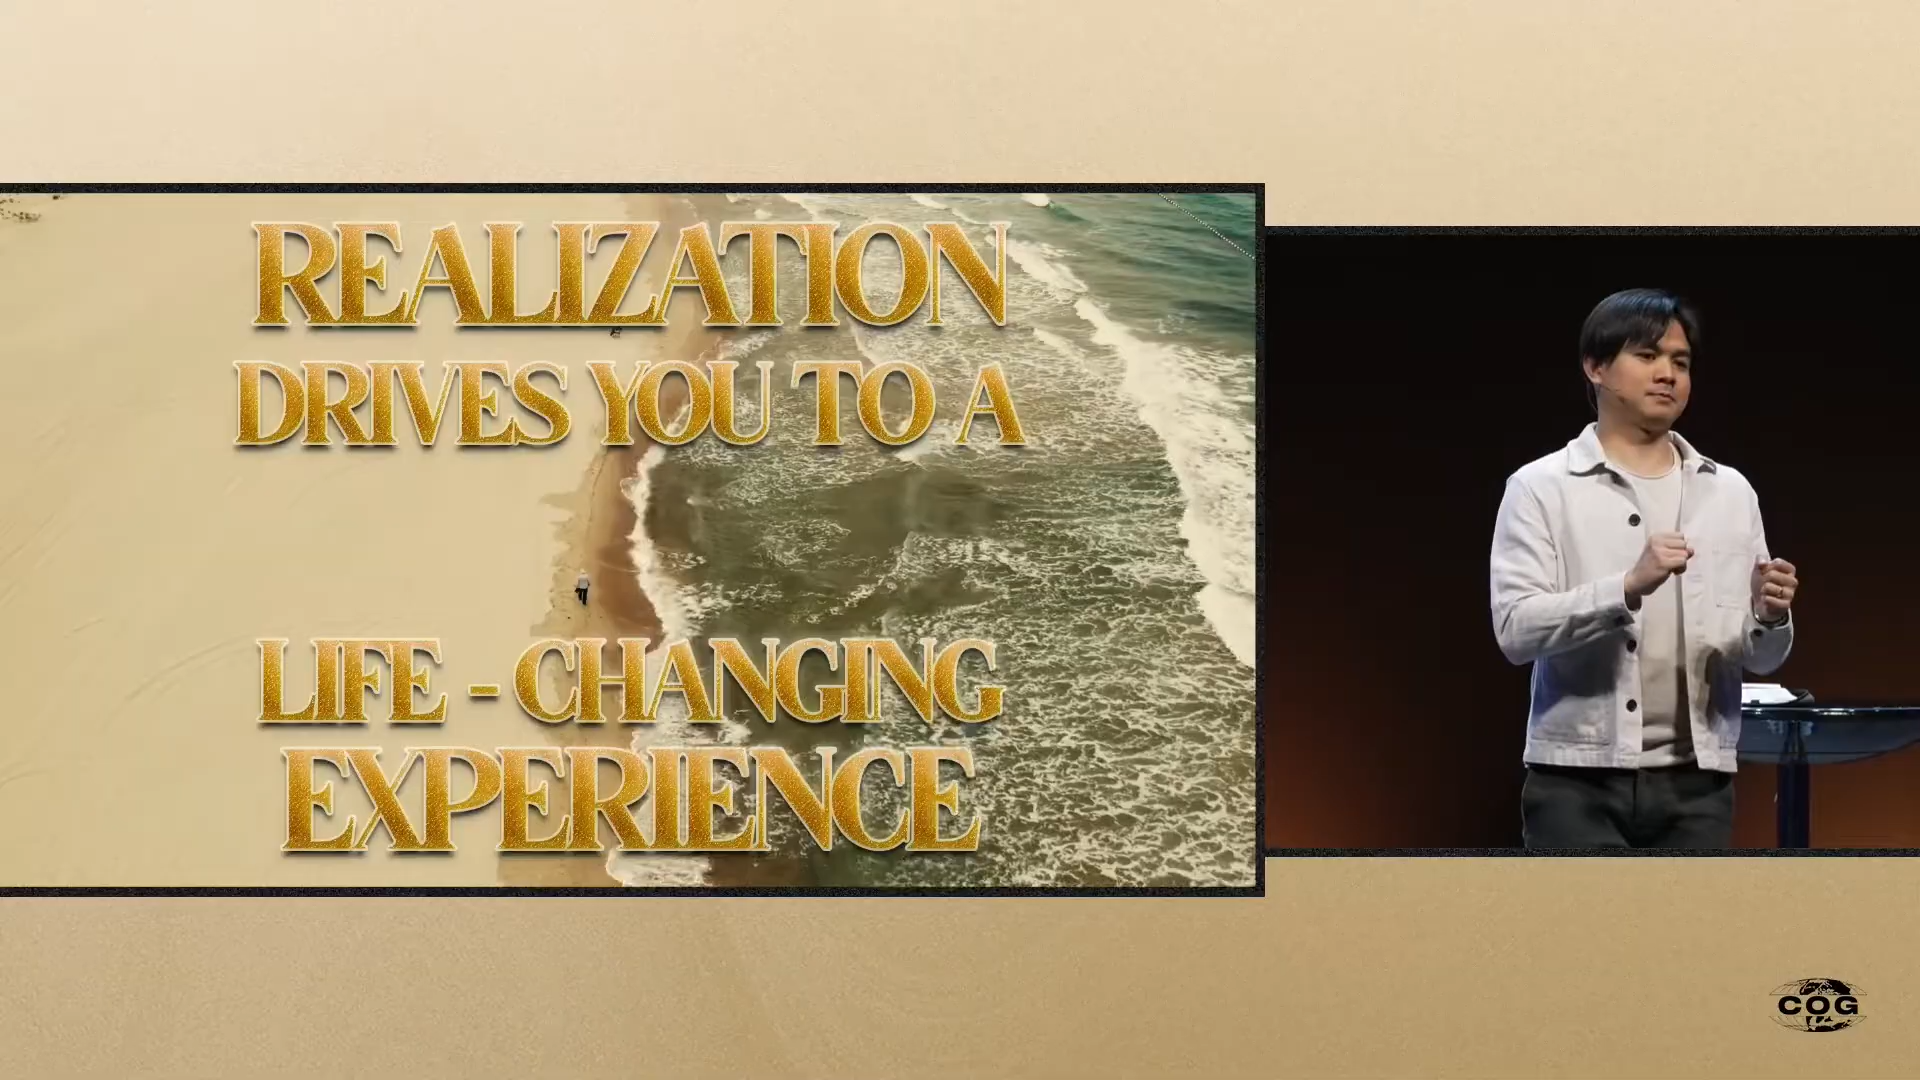 REALIZATION
DRIVES YOU TO A
LIFE - CHANGING
EXPERIENCE
COG